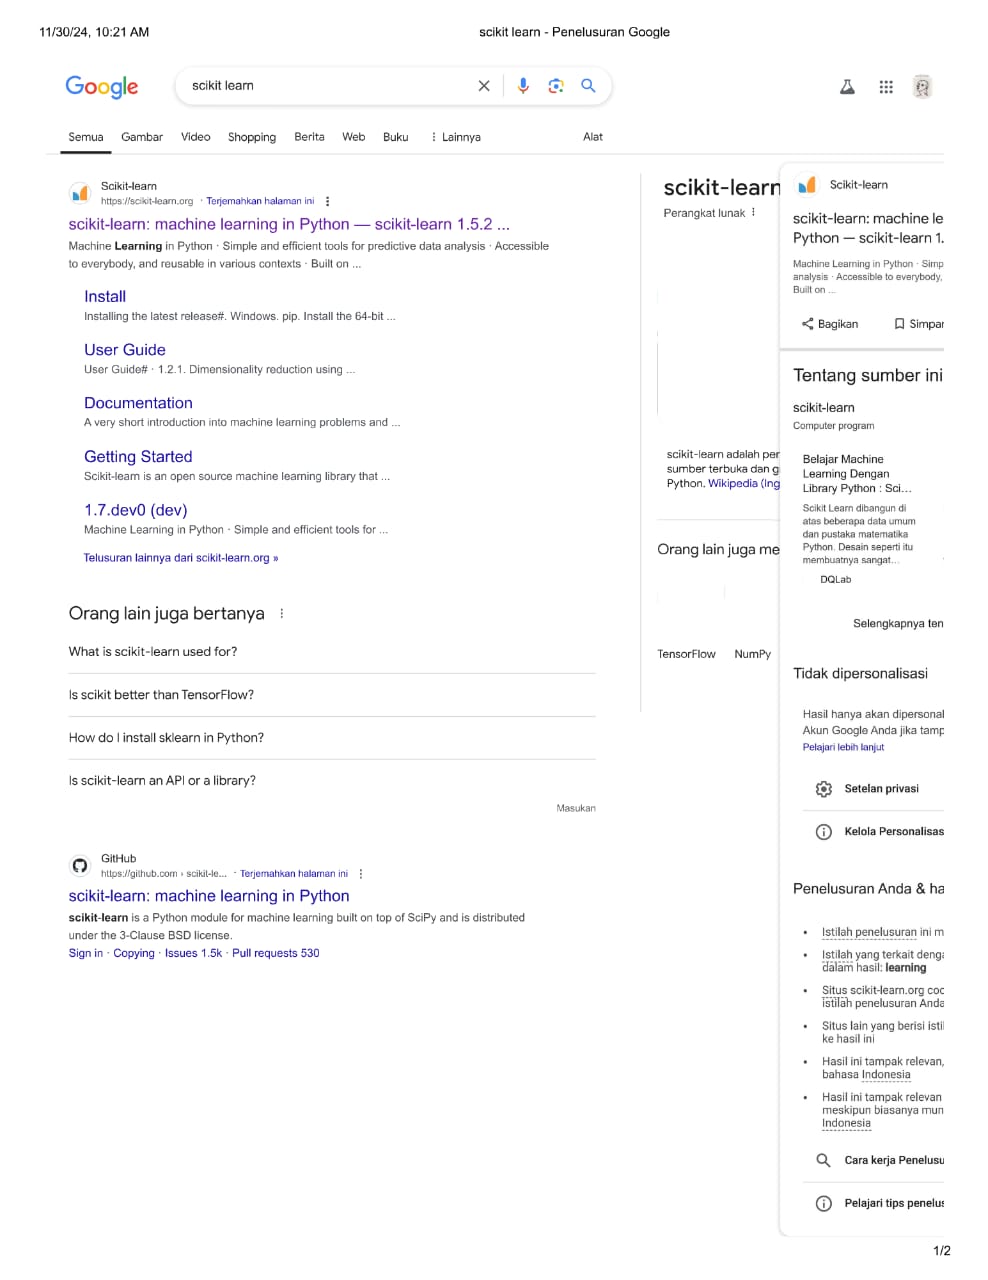 11/30/24, 10:21 AM
scikit learn - Penelusuran Google
Google
scikit learn
Semua Gambar Video Shopping Berita Web Buku Lainnya Alat
Scikit-learn
https://scikit-learn.org · Terjemahkan halaman ini
scikit-learn: machine learning in Python — scikit-learn 1.5.2 ...
Machine Learning in Python · Simple and efficient tools for predictive data analysis · Accessible
to everybody, and reusable in various contexts · Built on ...
Install
Installing the latest release#. Windows. pip. Install the 64-bit ...
User Guide
User Guide# · 1.2.1. Dimensionality reduction using ...
Documentation
A very short introduction into machine learning problems and ...
Getting Started
Scikit-learn is an open source machine learning library that ...
1.7.dev0 (dev)
Machine Learning in Python · Simple and efficient tools for ...
Telusuran lainnya dari scikit-learn.org »
Orang lain juga bertanya
What is scikit-learn used for?
Is scikit better than TensorFlow?
How do I install sklearn in Python?
Is scikit-learn an API or a library?
Masukan
GitHub
https://github.com › scikit-le... · Terjemahkan halaman ini
scikit-learn: machine learning in Python
scikit-learn is a Python module for machine learning built on top of SciPy and is distributed
under the 3-Clause BSD license.
Sign in · Copying · Issues 1.5k · Pull requests 530
scikit-learn
Perangkat lunak
scikit-learn adalah per
sumber terbuka dan g
Python. Wikipedia (Ing
Orang lain juga me
TensorFlow NumPy
Scikit-learn
scikit-learn: machine le
Python — scikit-learn 1.
Machine Learning in Python · Simp
analysis · Accessible to everybody,
Built on ...
Bagikan Simpan
Tentang sumber ini
scikit-learn
Computer program
Belajar Machine
Learning Dengan
Library Python : Sci...
Scikit Learn dibangun di
atas beberapa data umum
dan pustaka matematika
Python. Desain seperti itu
membuatnya sangat...
DQLab
Selengkapnya ten
Tidak dipersonalisasi
Hasil hanya akan dipersonal
Akun Google Anda jika tamp
Pelajari lebih lanjut
Setelan privasi
Kelola Personalisas
Penelusuran Anda & ha
• Istilah penelusuran ini m
• Istilah yang terkait denga
dalam hasil: learning
• Situs scikit-learn.org coc
istilah penelusuran Anda
• Situs lain yang berisi istil
ke hasil ini
• Hasil ini tampak relevan,
bahasa Indonesia
• Hasil ini tampak relevan
meskipun biasanya mun
Indonesia
Cara kerja Penelusu
Pelajari tips penelus
1/2